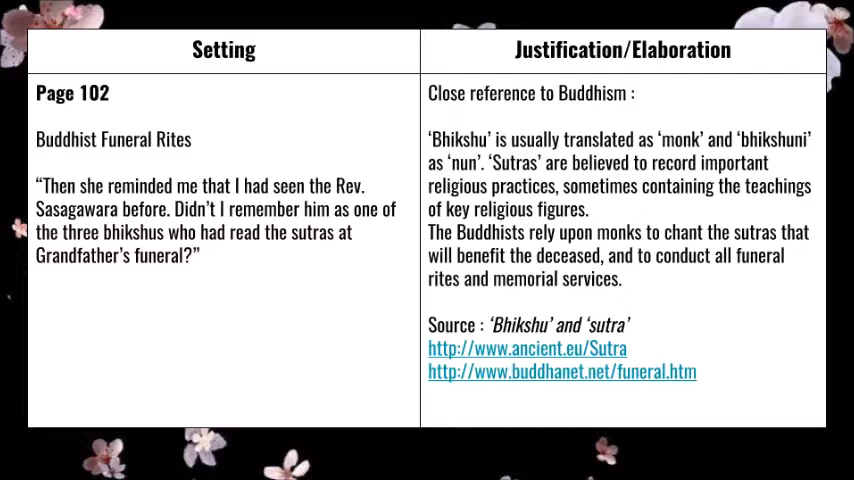 Setting
Justification/Elaboration
Page 102
Buddhist Funeral Rites
“Then she reminded me that I had seen the Rev.
Sasagawara before. Didn’t I remember him as one of
the three bhikshus who had read the sutras at
Grandfather’s funeral?”
Close reference to Buddhism :
‘Bhikshu’ is usually translated as ‘monk’ and ‘bhikshuni’
as ‘nun’. ‘Sutras’ are believed to record important
religious practices, sometimes containing the teachings
of key religious figures.
The Buddhists rely upon monks to chant the sutras that
will benefit the deceased, and to conduct all funeral
rites and memorial services.
Source : ‘Bhikshu’ and ‘sutra’
http://www.ancient.eu/Sutra
http://www.buddhanet.net/funeral.htm